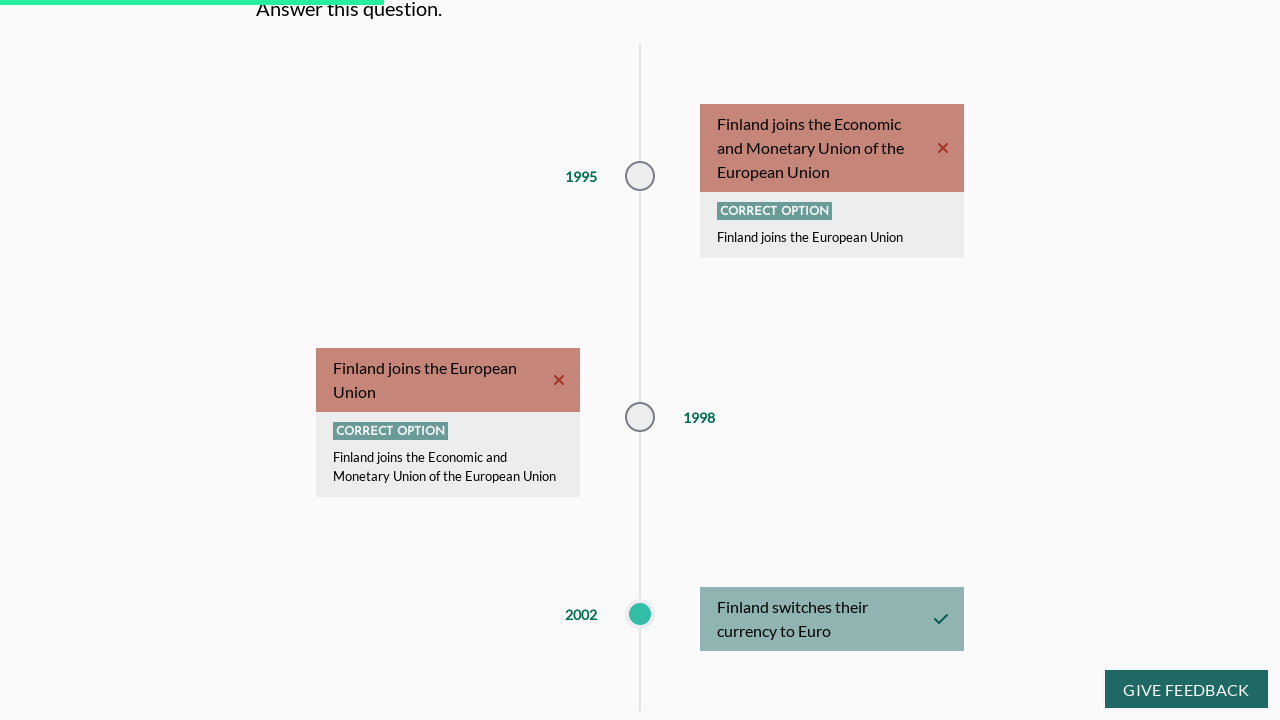 Answer this question.
Finland joins the Economic
and Monetary Union of the
European Union
1995
CORRECT OPTION
Finland joins the European Union
Finland joins the European
Union
1998
CORRECT OPTION
Finland joins the Economic and
Monetary Union of the European Union
2002
Finland switches their
currency to Euro
GIVE FEEDBACK